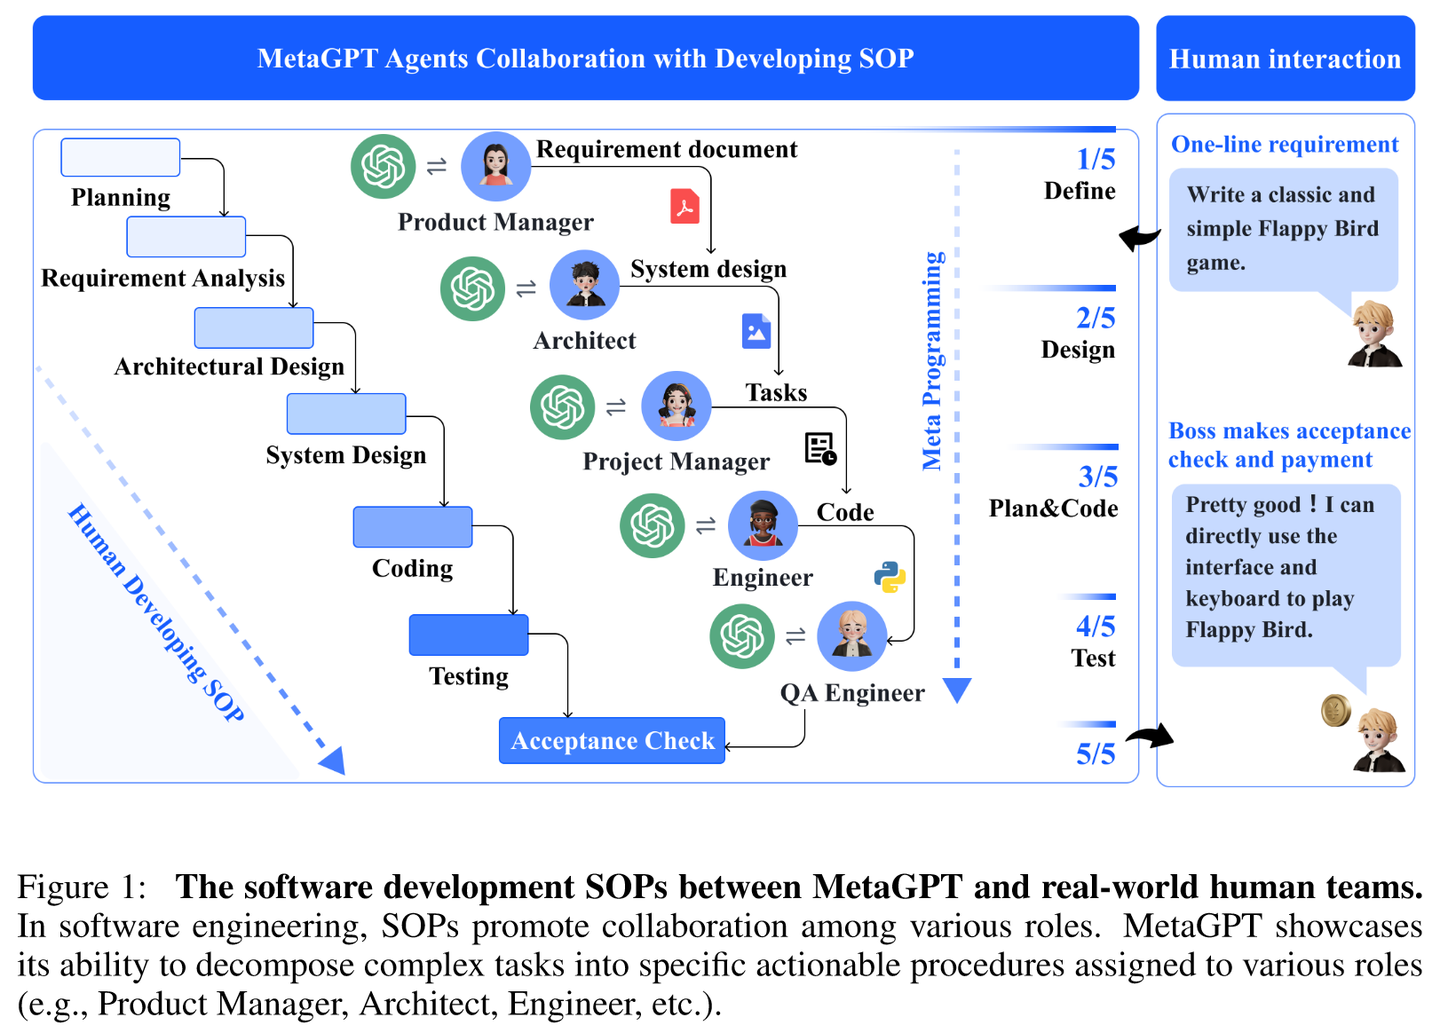 MetaGPT Agents Collaboration with Developing SOP
Human interaction
Planning
Requirement Analysis
Architectural Design
System Design
Coding
Testing
Acceptance Check
Human Developing SOP
Requirement document
Product Manager
System design
Architect
Tasks
Project Manager
Code
Engineer
QA Engineer
Meta Programming
1/5
Define
2/5
Design
3/5
Plan&Code
4/5
Test
5/5
One-line requirement
Write a classic and
simple Flappy Bird
game.
Boss makes acceptance
check and payment
Pretty good！I can
directly use the
interface and
keyboard to play
Flappy Bird.
Figure 1: The software development SOPs between MetaGPT and real-world human teams.
In software engineering, SOPs promote collaboration among various roles. MetaGPT showcases
its ability to decompose complex tasks into specific actionable procedures assigned to various roles
(e.g., Product Manager, Architect, Engineer, etc.).